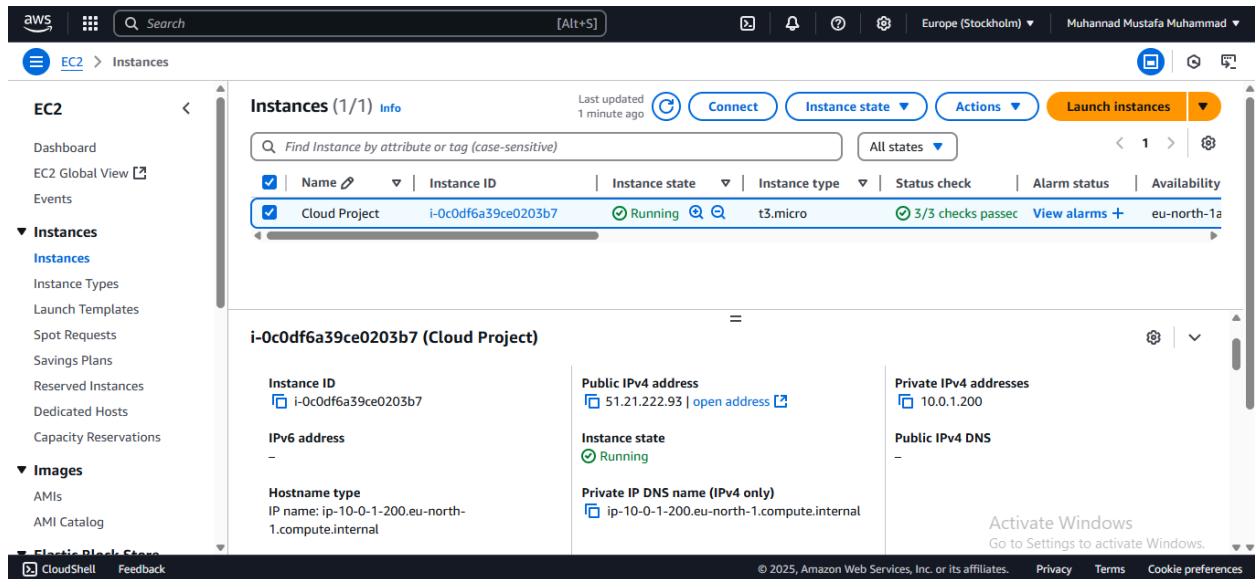 aws Search [Alt+S] Europe (Stockholm) Muhannad Mustafa Muhammad
EC2 > Instances
EC2
Dashboard
EC2 Global View
Events
Instances
Instances
Instance Types
Launch Templates
Spot Requests
Savings Plans
Reserved Instances
Dedicated Hosts
Capacity Reservations
Images
AMIs
AMI Catalog
Elastic Block Store
Instances (1/1) Info
Last updated
1 minute ago
Connect Instance state Actions Launch instances
Find Instance by attribute or tag (case-sensitive) All states 1
Name Instance ID Instance state Instance type Status check Alarm status Availability
Cloud Project i-0c0df6a39ce0203b7 Running t3.micro 3/3 checks passec View alarms + eu-north-1a
i-0c0df6a39ce0203b7 (Cloud Project)
Instance ID
i-0c0df6a39ce0203b7
Public IPv4 address
51.21.222.93 | open address
Private IPv4 addresses
10.0.1.200
IPv6 address
–
Instance state
Running
Public IPv4 DNS
–
Hostname type
IP name: ip-10-0-1-200.eu-north-
1.compute.internal
Private IP DNS name (IPv4 only)
ip-10-0-1-200.eu-north-1.compute.internal
Activate Windows
Go to Settings to activate Windows.
CloudShell Feedback © 2025, Amazon Web Services, Inc. or its affiliates. Privacy Terms Cookie preferences